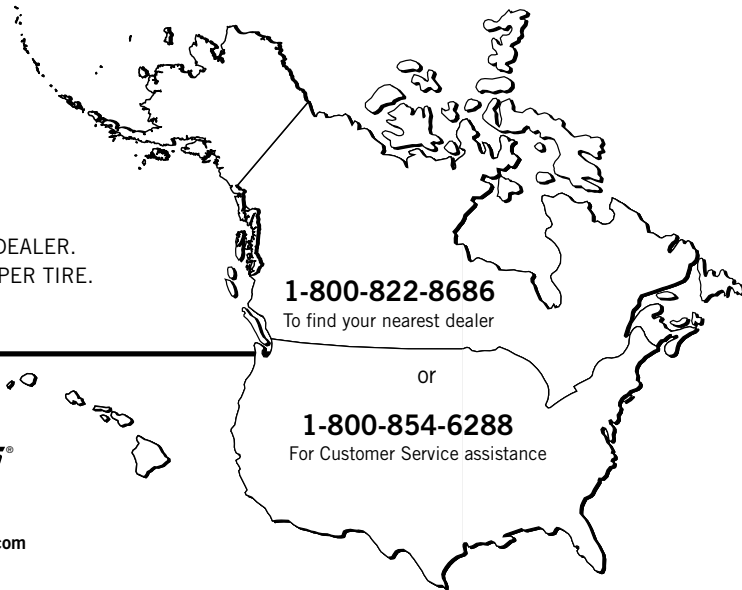 DEALER.
PER TIRE.
1-800-822-8686
To find your nearest dealer
or
1-800-854-6288
For Customer Service assistance
®
com